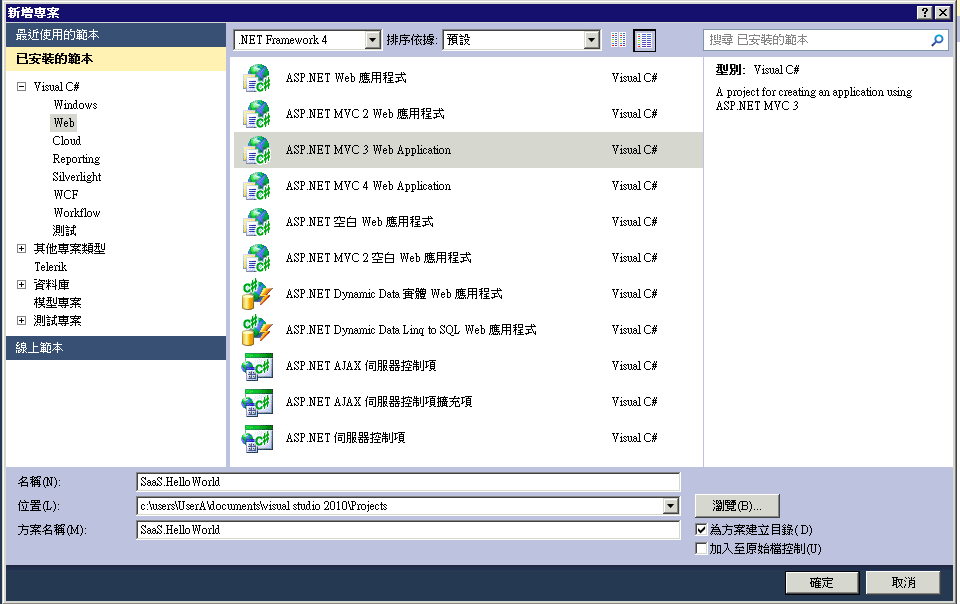 新增專案
最近使用的範本
.NET Framework 4
排序依據: 預設
搜尋 已安裝的範本
已安裝的範本
Visual C#
Windows
Web
Cloud
Reporting
Silverlight
WCF
Workflow
測試
其他專案類型
Telerik
資料庫
模型專案
測試專案
線上範本
ASP.NET Web 應用程式 Visual C#
ASP.NET MVC 2 Web 應用程式 Visual C#
ASP.NET MVC 3 Web Application Visual C#
ASP.NET MVC 4 Web Application Visual C#
ASP.NET 空白 Web 應用程式 Visual C#
ASP.NET MVC 2 空白 Web 應用程式 Visual C#
ASP.NET Dynamic Data 實體 Web 應用程式 Visual C#
ASP.NET Dynamic Data Linq to SQL Web 應用程式 Visual C#
ASP.NET AJAX 伺服器控制項 Visual C#
ASP.NET AJAX 伺服器控制項擴充項 Visual C#
ASP.NET 伺服器控制項 Visual C#
型別: Visual C#
A project for creating an application using
ASP.NET MVC 3
名稱(N): SaaS.HelloWorld
位置(L): c:\users\UserA\documents\visual studio 2010\Projects
瀏覽(B)...
方案名稱(M): SaaS.HelloWorld
為方案建立目錄(D)
加入至原始檔控制(U)
確定
取消